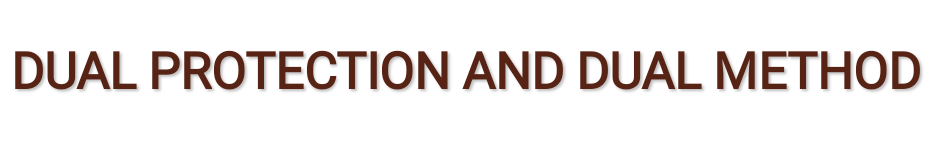 DUAL PROTECTION AND DUAL METHOD